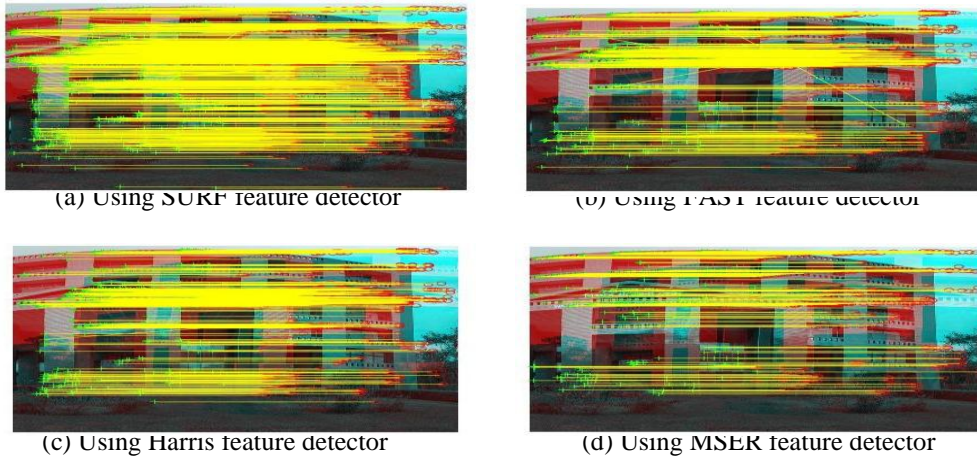 (a) Using SURF feature detector
(b) Using FAST feature detector
(c) Using Harris feature detector
(d) Using MSER feature detector